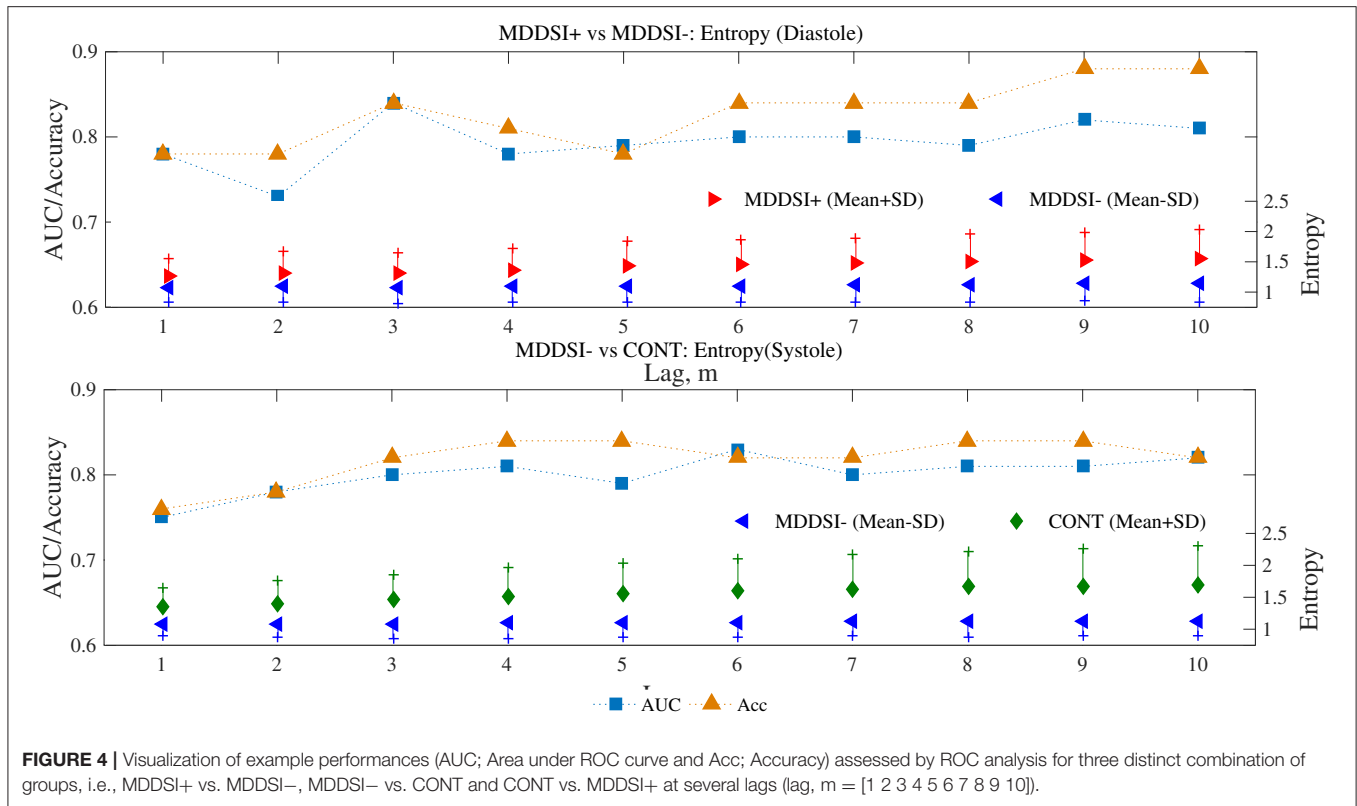 MDDSI+ vs MDDSI-: Entropy (Diastole)
0.9
0.8
0.7
0.6
AUC/Accuracy
MDDSI+ (Mean+SD) MDDSI- (Mean-SD)
2.5
2
1.5
1
Entropy
1 2 3 4 5 6 7 8 9 10
MDDSI- vs CONT: Entropy(Systole)
Lag, m
0.9
0.8
0.7
0.6
AUC/Accuracy
MDDSI- (Mean-SD) CONT (Mean+SD)
2.5
2
1.5
1
Entropy
1 2 3 4 5 6 7 8 9 10
AUC Acc
FIGURE 4 | Visualization of example performances (AUC; Area under ROC curve and Acc; Accuracy) assessed by ROC analysis for three distinct combination of
groups, i.e., MDDSI+ vs. MDDSI−, MDDSI− vs. CONT and CONT vs. MDDSI+ at several lags (lag, m = [1 2 3 4 5 6 7 8 9 10]).